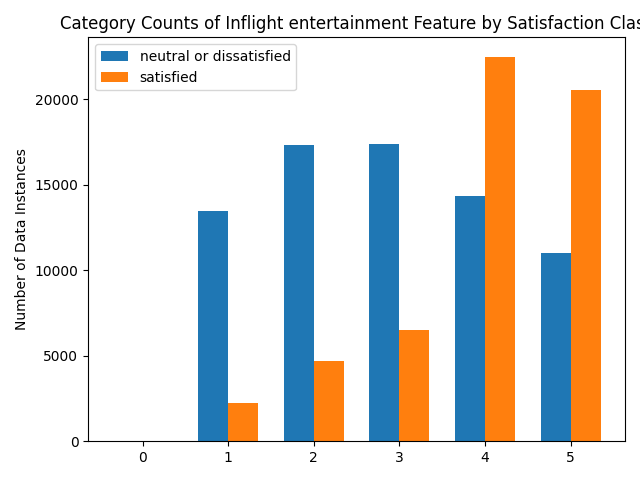 Category Counts of Inflight entertainment Feature by Satisfaction Clas
neutral or dissatisfied
satisfied
Number of Data Instances
20000
15000
10000
5000
0
0 1 2 3 4 5